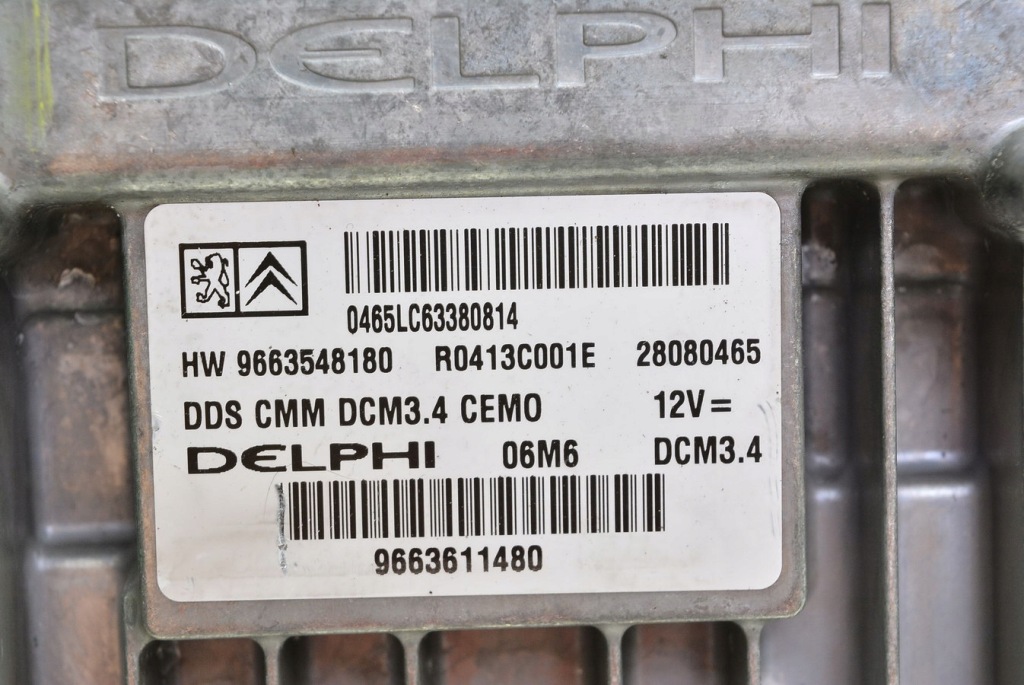 DELPHI
0465LC63380814
HW 9663548180 R0413C001E 28080465
DDS CMM DCM3.4 CEMO 12V=
DELPHI 06M6 DCM3.4
9663611480